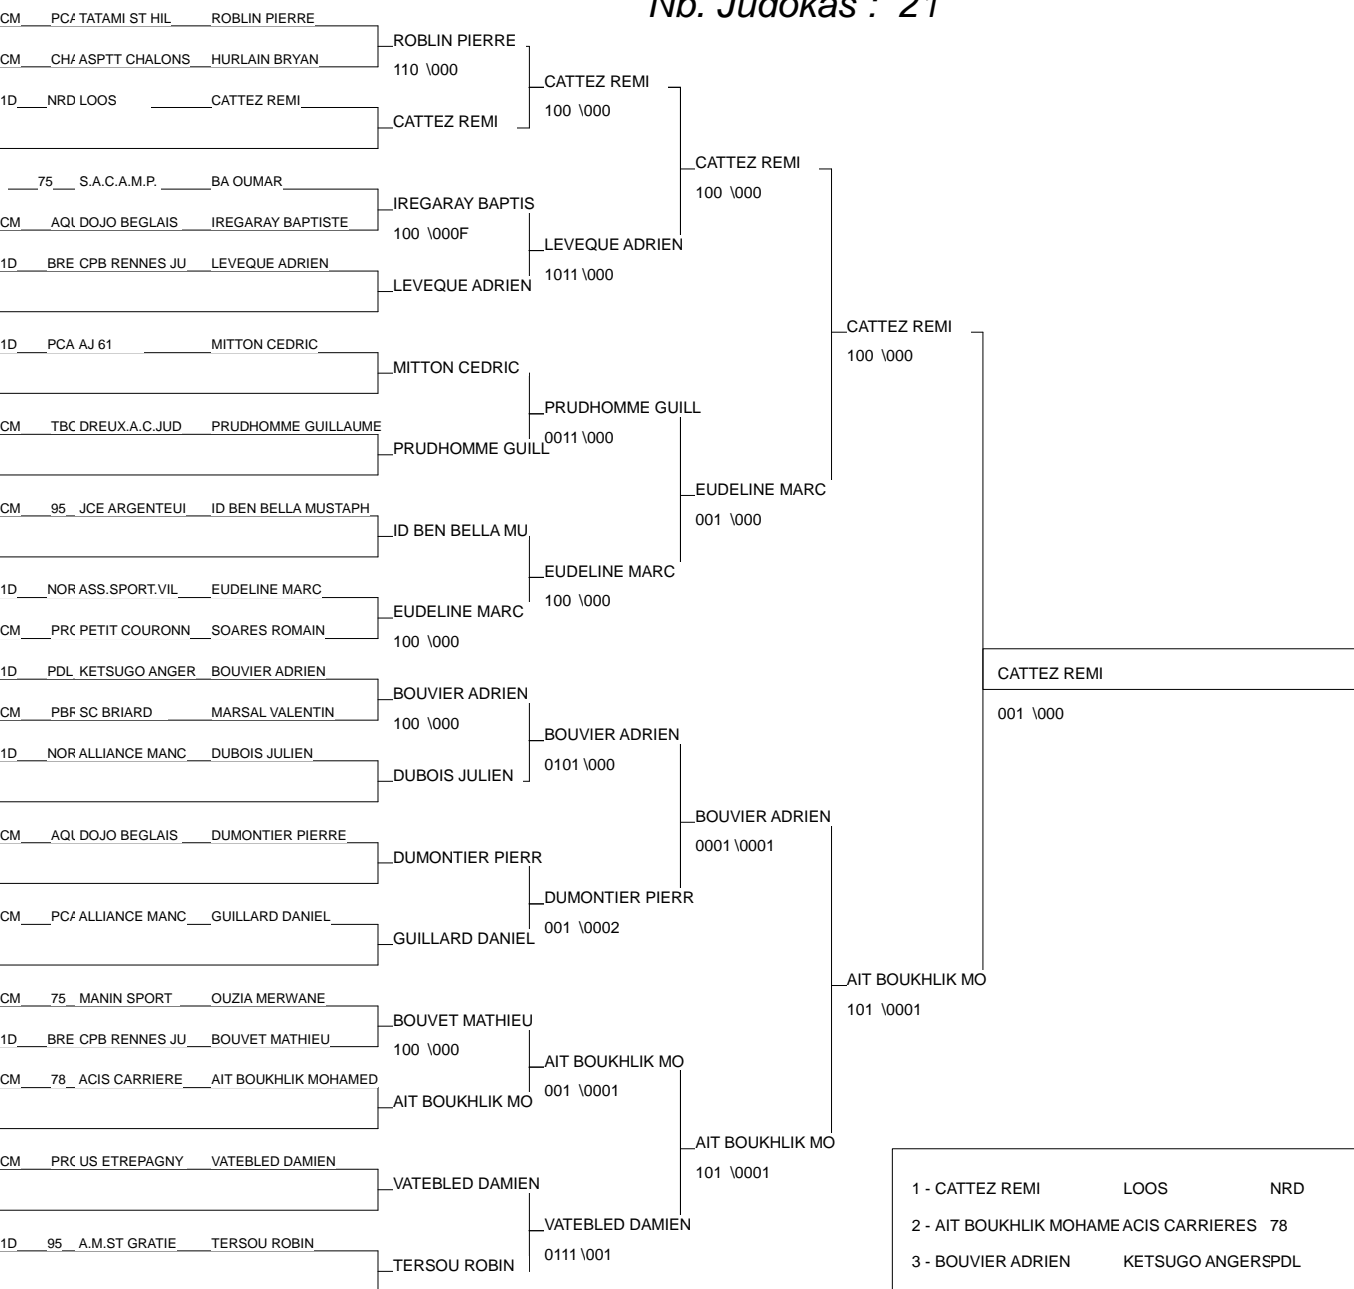 Nb. Judokas : 21
CM PCA TATAMI ST HIL ROBLIN PIERRE
ROBLIN PIERRE
110 \000
CM CHA ASPTT CHALONS HURLAIN BRYAN
CATTEZ REMI
100 \000
1D NRD LOOS CATTEZ REMI
CATTEZ REMI
CATTEZ REMI
100 \000
75 S.A.C.A.M.P. BA OUMAR
IREGARAY BAPTIS
100 \000F
CM AQU DOJO BEGLAIS IREGARAY BAPTISTE
LEVEQUE ADRIEN
1011 \000
1D BRE CPB RENNES JU LEVEQUE ADRIEN
LEVEQUE ADRIEN
CATTEZ REMI
100 \000
1D PCA AJ 61 MITTON CEDRIC
MITTON CEDRIC
PRUDHOMME GUILL
0011 \000
CM TBO DREUX.A.C.JUD PRUDHOMME GUILLAUME
PRUDHOMME GUILL
EUDELINE MARC
001 \000
CM 95 JCE ARGENTEUI ID BEN BELLA MUSTAPH
ID BEN BELLA MU
EUDELINE MARC
100 \000
1D NOR ASS.SPORT.VIL EUDELINE MARC
EUDELINE MARC
100 \000
CM PRC PETIT COURONN SOARES ROMAIN
CATTEZ REMI
001 \000
1D PDL KETSUGO ANGER BOUVIER ADRIEN
BOUVIER ADRIEN
100 \000
CM PBR SC BRIARD MARSAL VALENTIN
BOUVIER ADRIEN
0101 \000
1D NOR ALLIANCE MANC DUBOIS JULIEN
DUBOIS JULIEN
BOUVIER ADRIEN
0001 \0001
CM AQU DOJO BEGLAIS DUMONTIER PIERRE
DUMONTIER PIERR
DUMONTIER PIERR
001 \0002
CM PCA ALLIANCE MANC GUILLARD DANIEL
GUILLARD DANIEL
AIT BOUKHLIK MO
101 \0001
CM 75 MANIN SPORT OUZIA MERWANE
BOUVET MATHIEU
100 \000
1D BRE CPB RENNES JU BOUVET MATHIEU
AIT BOUKHLIK MO
001 \0001
CM 78 ACIS CARRIERE AIT BOUKHLIK MOHAMED
AIT BOUKHLIK MO
AIT BOUKHLIK MO
101 \0001
CM PRC US ETREPAGNY VATEBLED DAMIEN
VATEBLED DAMIEN
VATEBLED DAMIEN
0111 \001
1D 95 A.M.ST GRATIE TERSOU ROBIN
TERSOU ROBIN
1 - CATTEZ REMI LOOS NRD
2 - AIT BOUKHLIK MOHAME ACIS CARRIERES 78
3 - BOUVIER ADRIEN KETSUGO ANGERS PDL